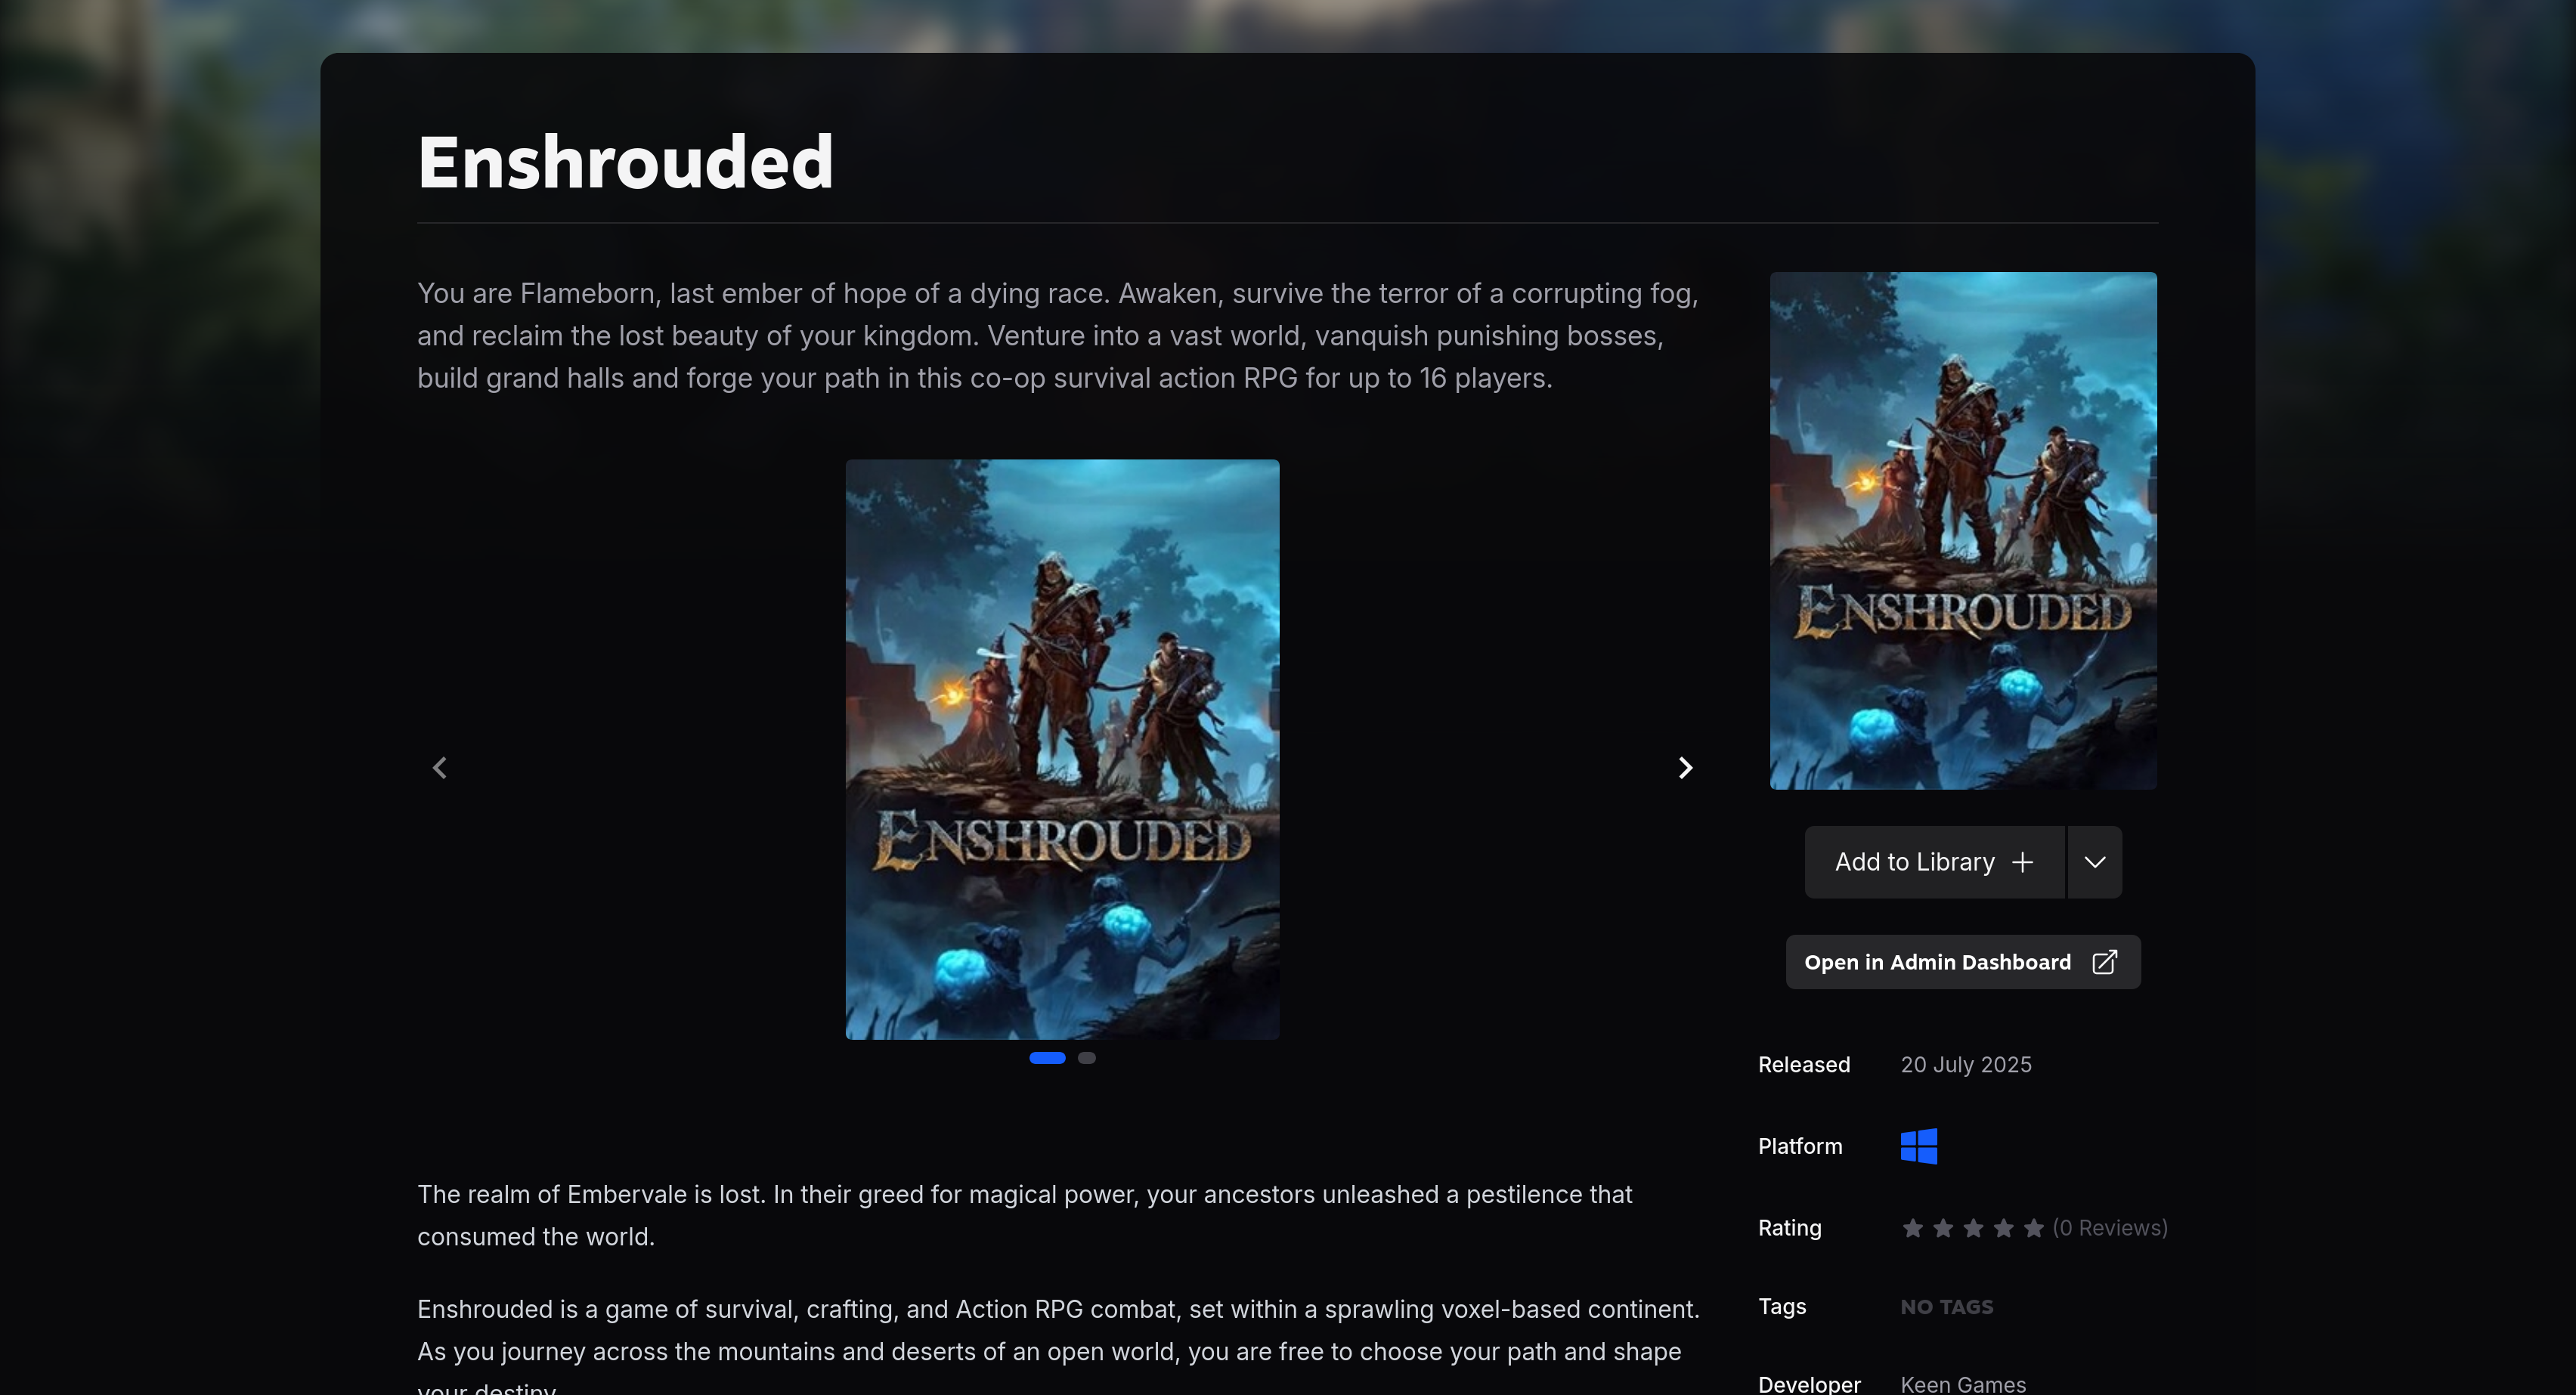 Enshrouded
You are Flameborn, last ember of hope of a dying race. Awaken, survive the terror of a corrupting fog,
and reclaim the lost beauty of your kingdom. Venture into a vast world, vanquish punishing bosses,
build grand halls and forge your path in this co-op survival action RPG for up to 16 players.
ENSHROUDED
The realm of Embervale is lost. In their greed for magical power, your ancestors unleashed a pestilence that
consumed the world.
Enshrouded is a game of survival, crafting, and Action RPG combat, set within a sprawling voxel-based continent.
As you journey across the mountains and deserts of an open world, you are free to choose your path and shape
your destiny.
ENSHROUDED
Add to Library
Open in Admin Dashboard
Released 20 July 2025
Platform
Rating (0 Reviews)
Tags NO TAGS
Developer Keen Games